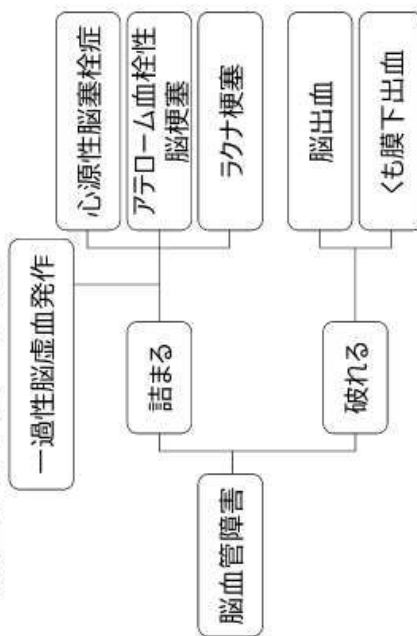 脳血管障害
詰まる
破れる
一過性脳虚血発作
心源性脳塞栓症
アテローム血栓性
脳梗塞
ラクナ梗塞
脳出血
くも膜下出血